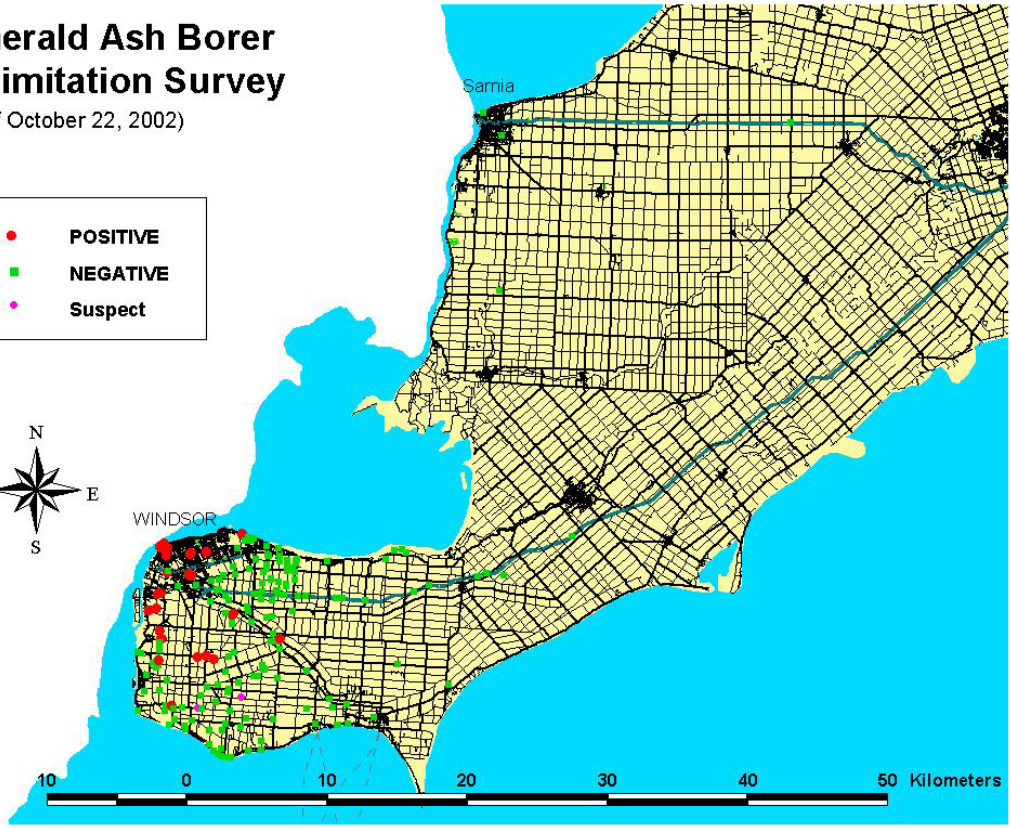 erald Ash Borer
imitation Survey
October 22, 2002)
POSITIVE
NEGATIVE
Suspect
Sarnia
N
E
S
WINDSOR
10 0 10 20 30 40 50 Kilometers